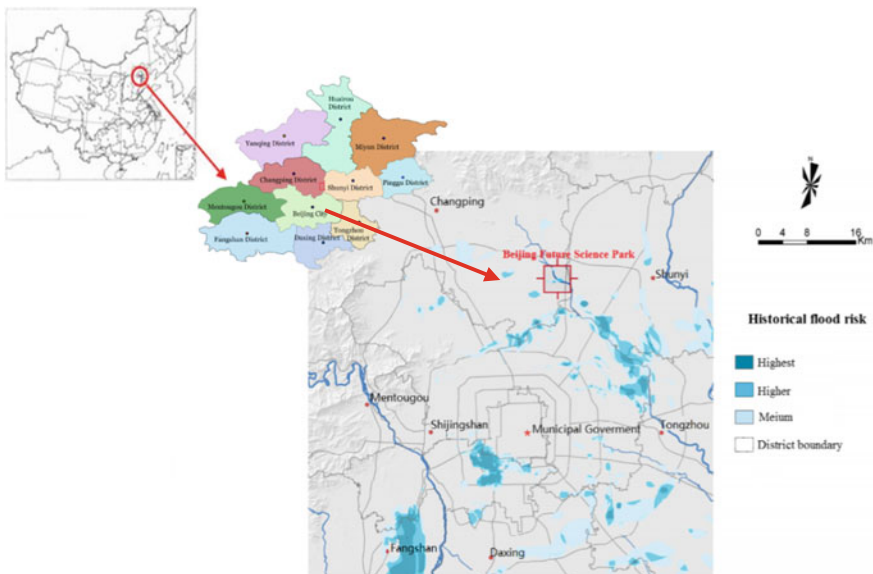 Huairou
District
Yanqing District
Miyun District
Changping District
Shunyi District
Pinggu District
Mentougou District
Beijing City
Tongzhou
District
Fangshan District
Daxing District
Changping
Beijing Future Science Park
Shunyi
Mentougou
Shijingshan
Municipal Goverment
Tongzhou
Fangshan
Daxing
N
0 4 8 16
Km
Historical flood risk
Highest
Higher
Meium
District boundary